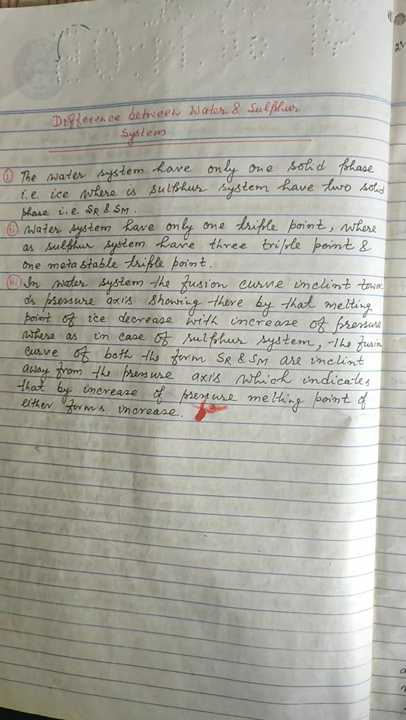 Difference between Water & Sulphur
System
(i) The water system have only one solid phase
i.e. ice where is sulphur system have two solid
phase i.e. SR & SM.
(ii) Water system have only one triple point, where
as sulphur system have three triple point &
one metastable triple point.
(iii) In water system the fusion curve inclint towar-
ds pressure axis showing there by that melting
point of ice decrease with increase of pressure
where as in case of sulphur system, the fusion
curve of both the form SR & SM are inclint
away from the pressure axis which indicates
that by increase of pressure melting point of
either forms increase.
21